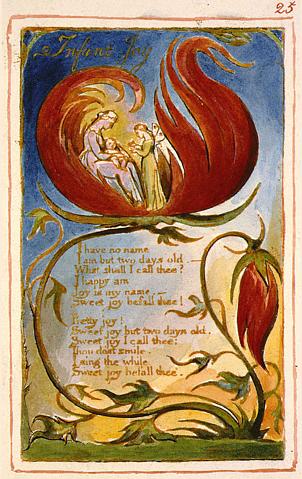 25
Infant Joy
I have no name
I am but two days old.—
What shall I call thee?
I happy am
Joy is my name.—
Sweet joy befall thee!
Pretty joy!
Sweet joy but two days old.
Sweet joy I call thee:
Thou dost smile.
I sing the while
Sweet joy befall thee.